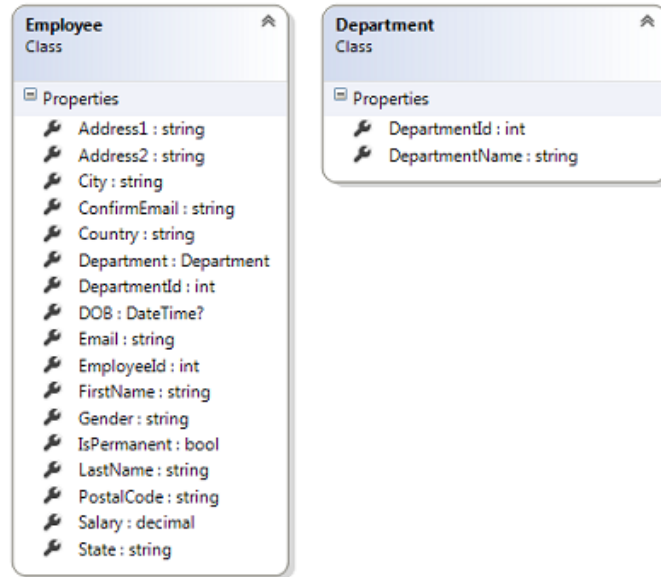 Employee
Class
Properties
Address1 : string
Address2 : string
City : string
ConfirmEmail : string
Country : string
Department : Department
DepartmentId : int
DOB : DateTime?
Email : string
EmployeeId : int
FirstName : string
Gender : string
IsPermanent : bool
LastName : string
PostalCode : string
Salary : decimal
State : string
Department
Class
Properties
DepartmentId : int
DepartmentName : string